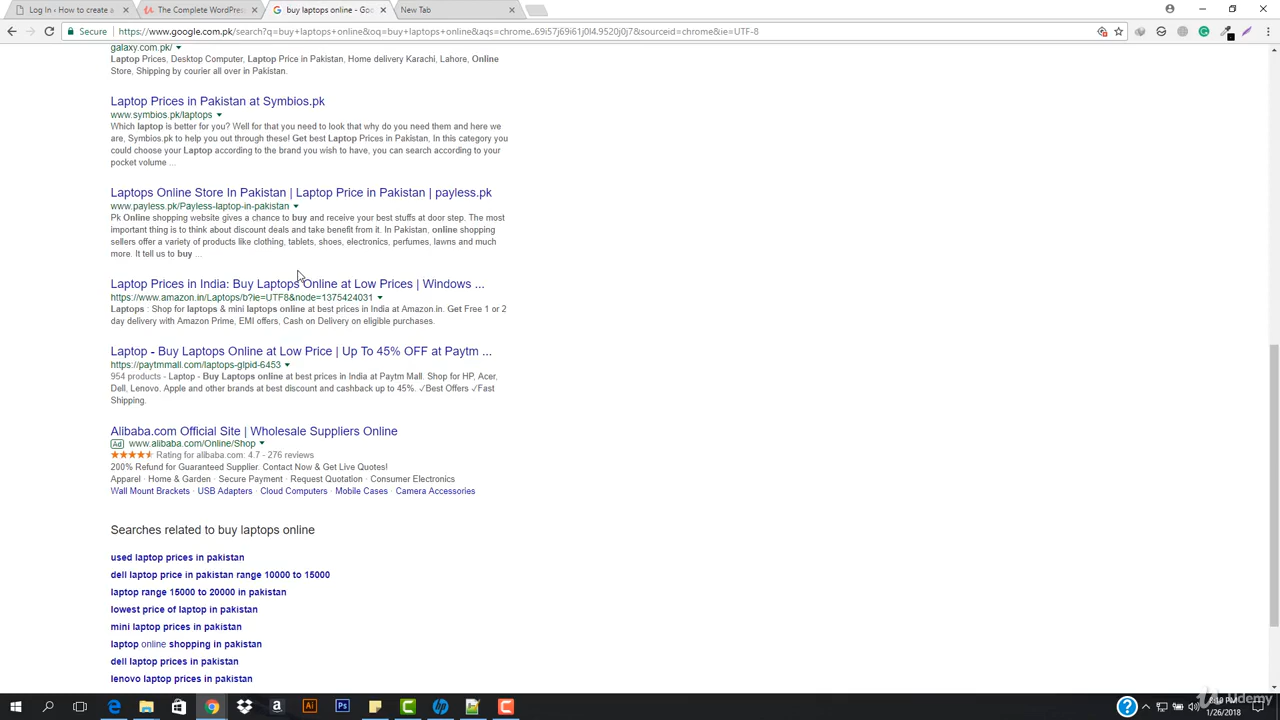 Log In ‹ How to create a
The Complete WordPres
buy laptops online - Goo
New Tab
Secure
https://www.google.com.pk/search?q=buy+laptops+online&oq=buy+laptops+online&aqs=chrome..69i57j69i61j0l4.9520j0j7&sourceid=chrome&ie=UTF-8
galaxy.com.pk/
Laptop Prices, Desktop Computer, Laptop Price in Pakistan, Home delivery Karachi, Lahore, Online
Store, Shipping by courier all over in Pakistan.
Laptop Prices in Pakistan at Symbios.pk
www.symbios.pk/laptops
Which laptop is better for you? Well for that you need to look that why do you need them and here we
are, Symbios.pk to help you out through these! Get best Laptop Prices in Pakistan, In this category you
could choose your Laptop according to the brand you wish to have, you can search according to your
pocket volume ...
Laptops Online Store In Pakistan | Laptop Price in Pakistan | payless.pk
www.payless.pk/Payless-laptop-in-pakistan
Pk Online shopping website gives a chance to buy and receive your best stuffs at door step. The most
important thing is to think about discount deals and take benefit from it. In Pakistan, online shopping
sellers offer a variety of products like clothing, tablets, shoes, electronics, perfumes, lawns and much
more. It tell us to buy ...
Laptop Prices in India: Buy Laptops Online at Low Prices | Windows ...
https://www.amazon.in/Laptops/b?ie=UTF8&node=1375424031
Laptops : Shop for laptops & mini laptops online at best prices in India at Amazon.in. Get Free 1 or 2
day delivery with Amazon Prime, EMI offers, Cash on Delivery on eligible purchases.
Laptop - Buy Laptops Online at Low Price | Up To 45% OFF at Paytm ...
https://paytmmall.com/laptops-glpid-6453
954 products - Laptop - Buy Laptops online at best prices in India at Paytm Mall. Shop for HP, Acer,
Dell, Lenovo, Apple and other brands at best discount and cashback up to 45%. ✓Best Offers ✓Fast
Shipping.
Alibaba.com Official Site | Wholesale Suppliers Online
Ad www.alibaba.com/Online/Shop
Rating for alibaba.com: 4.7 - 276 reviews
200% Refund for Guaranteed Supplier. Contact Now & Get Live Quotes!
Apparel · Home & Garden · Secure Payment · Request Quotation · Consumer Electronics
Wall Mount Brackets · USB Adapters · Cloud Computers · Mobile Cases · Camera Accessories
Searches related to buy laptops online
used laptop prices in pakistan
dell laptop price in pakistan range 10000 to 15000
laptop range 15000 to 20000 in pakistan
lowest price of laptop in pakistan
mini laptop prices in pakistan
laptop online shopping in pakistan
dell laptop prices in pakistan
lenovo laptop prices in pakistan
Ai
Ps
PM
1/26/2018
Udemy